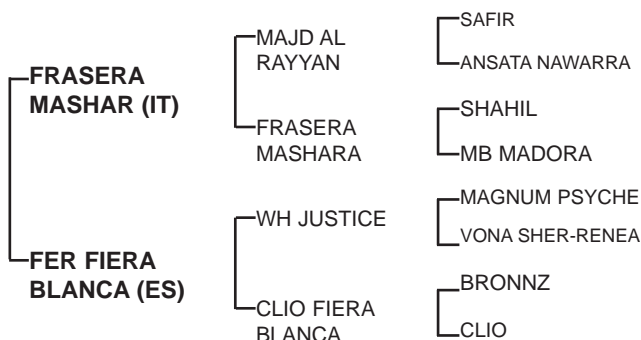 FRASERA
MASHAR (IT)
FER FIERA
BLANCA (ES)
MAJD AL
RAYYAN
FRASERA
MASHARA
WH JUSTICE
CLIO FIERA
BLANCA
SAFIR
ANSATA NAWARRA
SHAHIL
MB MADORA
MAGNUM PSYCHE
VONA SHER-RENEA
BRONNZ
CLIO